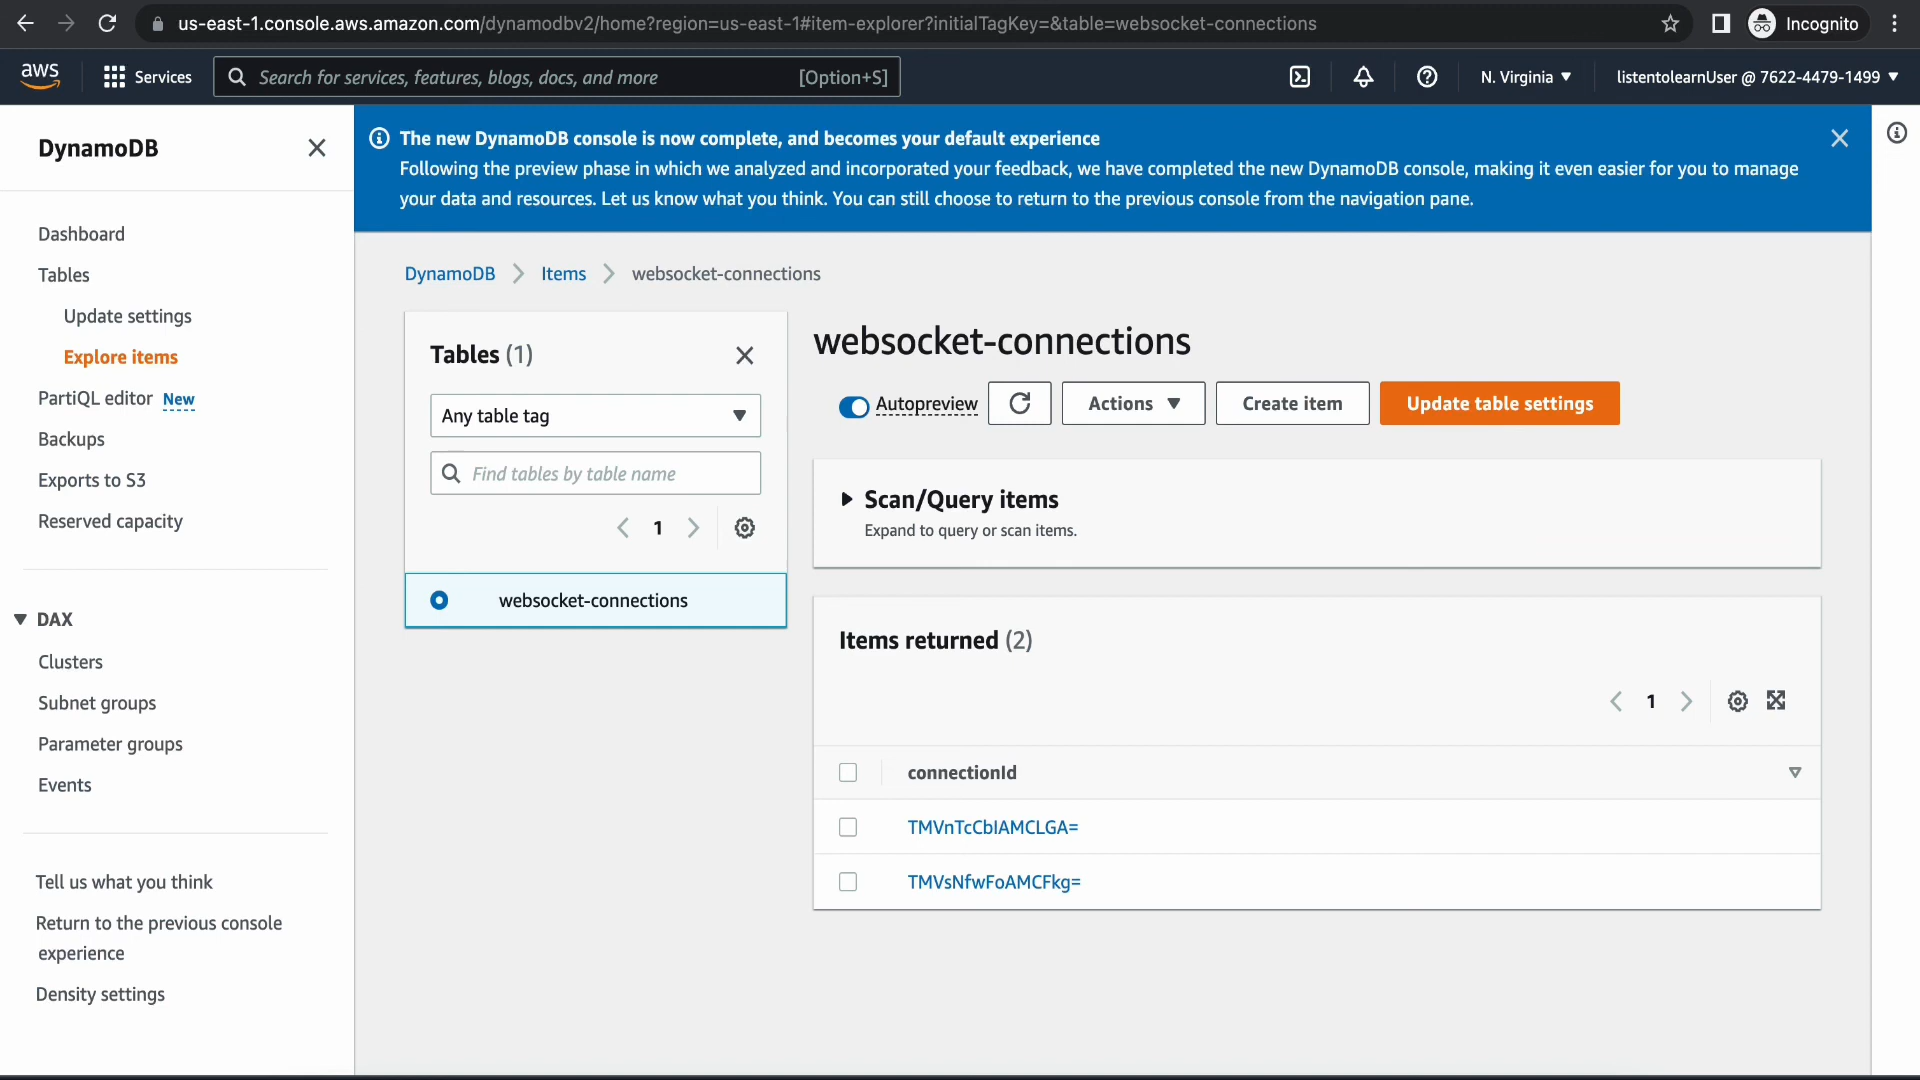 us-east-1.console.aws.amazon.com/dynamodbv2/home?region=us-east-1#item-explorer?initialTagKey=&table=websocket-connections
Incognito
aws
Services
Search for services, features, blogs, docs, and more [Option+S]
N. Virginia
listentolearnUser @ 7622-4479-1499
DynamoDB
Dashboard
Tables
Update settings
Explore items
PartiQL editor New
Backups
Exports to S3
Reserved capacity
DAX
Clusters
Subnet groups
Parameter groups
Events
Tell us what you think
Return to the previous console
experience
Density settings
The new DynamoDB console is now complete, and becomes your default experience
Following the preview phase in which we analyzed and incorporated your feedback, we have completed the new DynamoDB console, making it even easier for you to manage
your data and resources. Let us know what you think. You can still choose to return to the previous console from the navigation pane.
DynamoDB Items websocket-connections
Tables (1)
Any table tag
Find tables by table name
1
websocket-connections
websocket-connections
Autopreview
Actions
Create item
Update table settings
Scan/Query items
Expand to query or scan items.
Items returned (2)
1
connectionId
TMVnTcCbIAMCLGA=
TMVsNfwFoAMCFkg=